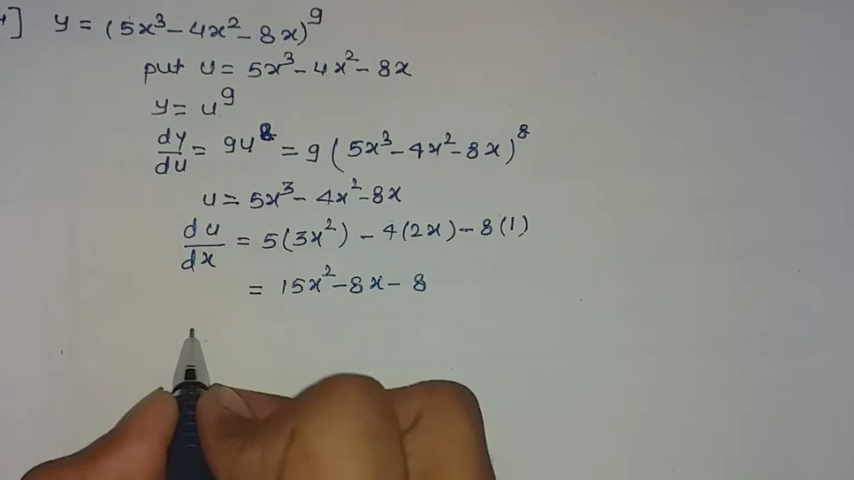 ] y = (5x³ - 4x² - 8x)⁹
put u = 5x³ - 4x² - 8x
y = u⁹
dy/du = 9u⁸ = 9(5x³ - 4x² - 8x)⁸
u = 5x³ - 4x² - 8x
du/dx = 5(3x²) - 4(2x) - 8(1)
= 15x² - 8x - 8